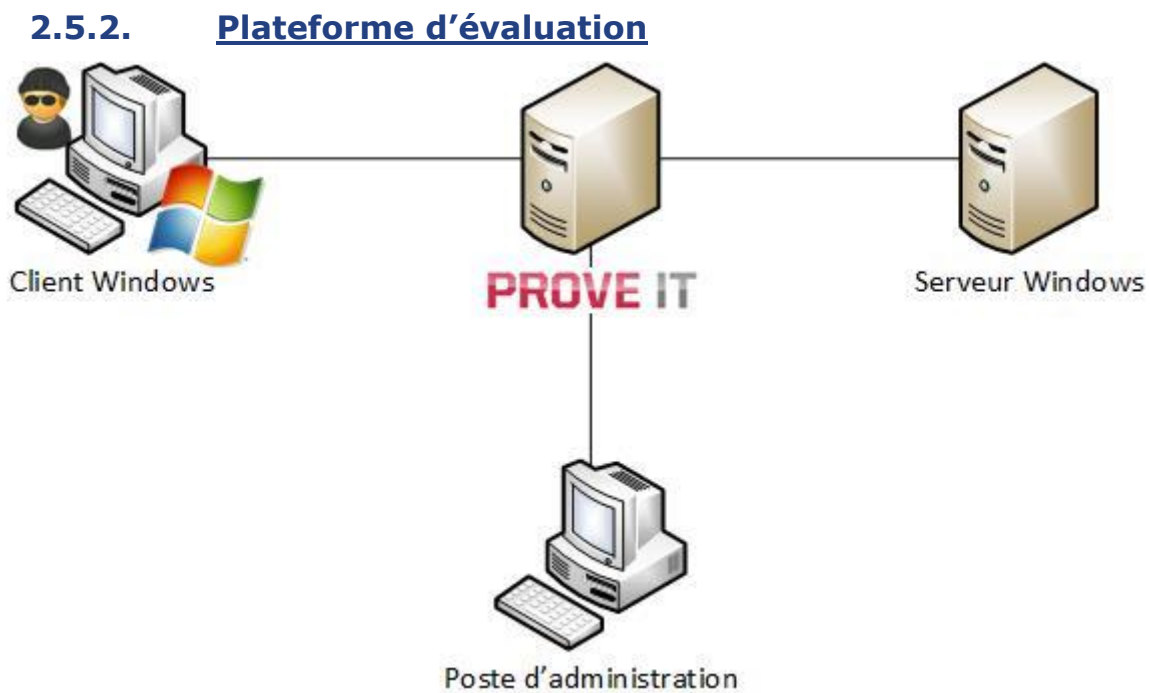 2.5.2. Plateforme d’évaluation
Client Windows
PROVE IT
Serveur Windows
Poste d’administration